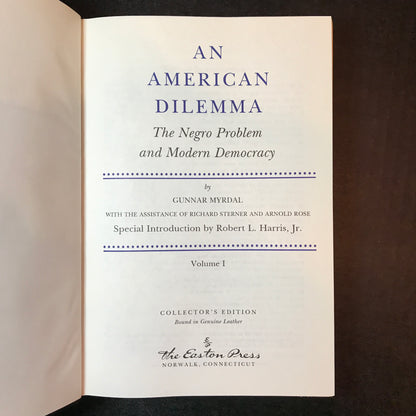 AN
AMERICAN
DILEMMA
The Negro Problem
and Modern Democracy
by
GUNNAR MYRDAL
WITH THE ASSISTANCE OF RICHARD STERNER AND ARNOLD ROSE
Special Introduction by Robert L. Harris, Jr.
Volume I
COLLECTOR'S EDITION
Bound in Genuine Leather
The Easton Press
NORWALK, CONNECTICUT